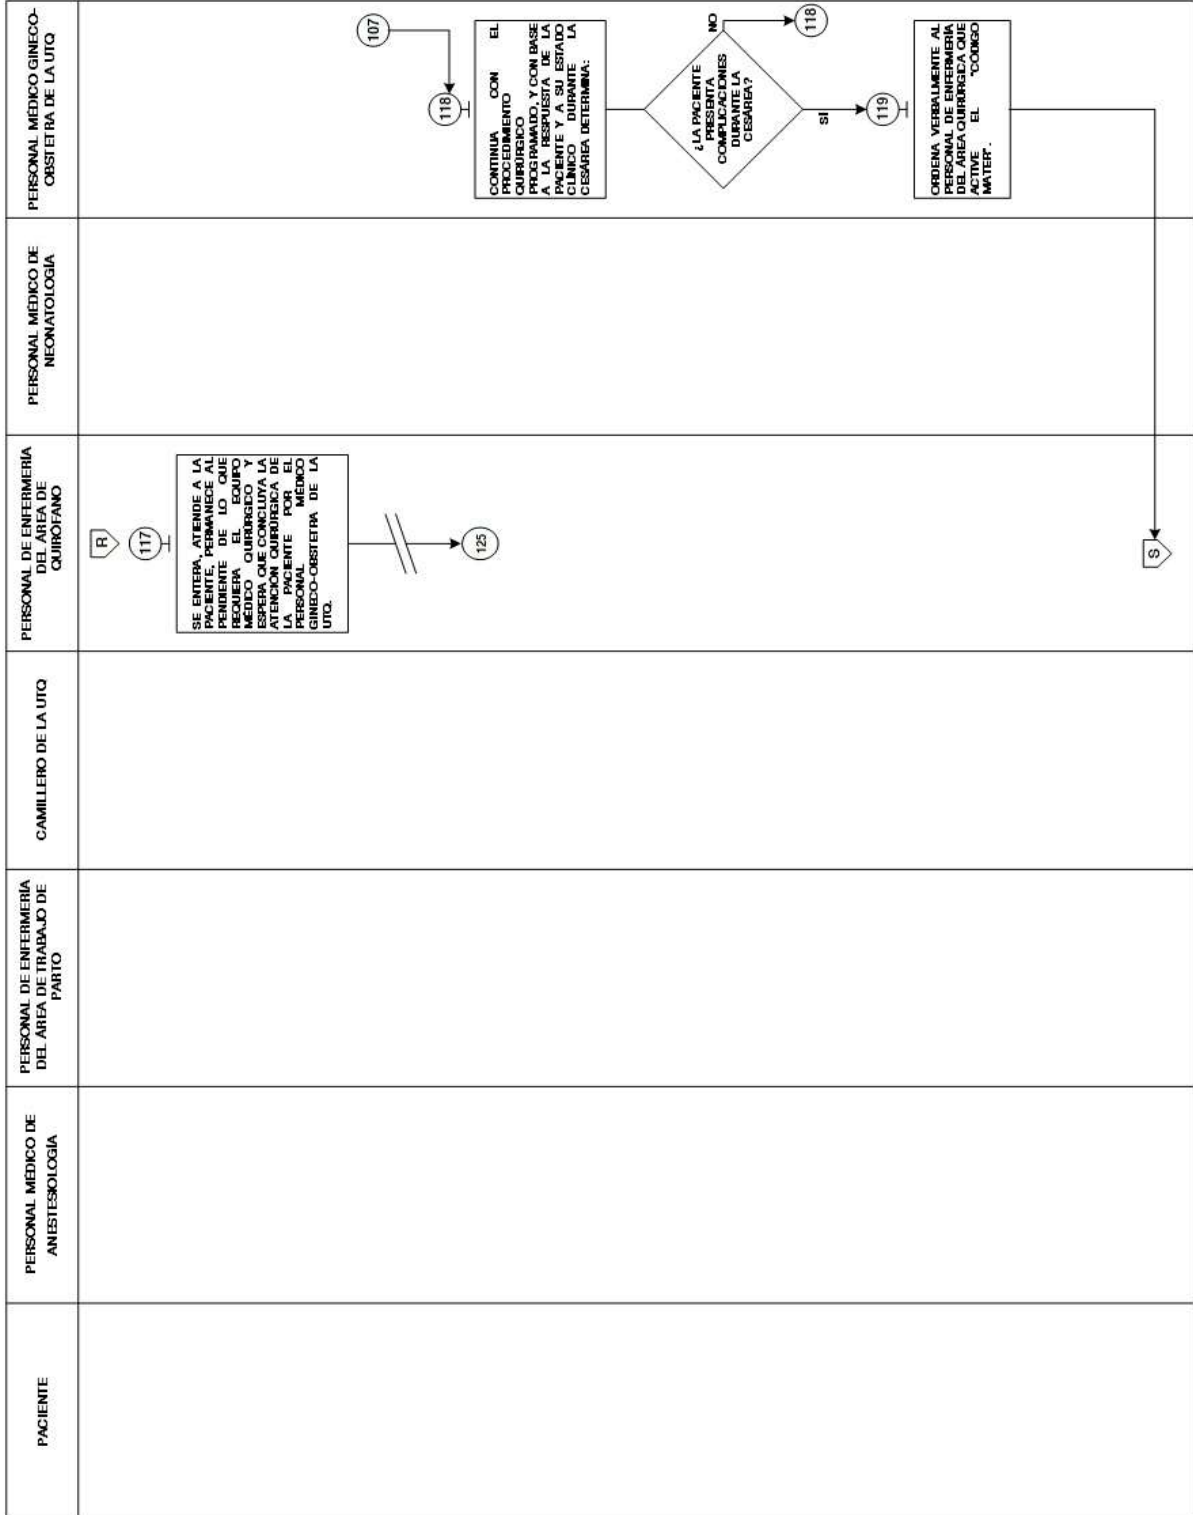 PACIENTE
PERSONAL MÉDICO DE
ANESTESIOLOGÍA
PERSONAL DE ENFERMERÍA
DEL ÁREA DE TRABAJO DE
PARTO
CAMILLERO DE LA UTQ
PERSONAL DE ENFERMERÍA
DEL ÁREA DE
QUIRÓFANO
PERSONAL MÉDICO DE
NEONATOLOGÍA
PERSONAL MÉDICO GINECO-
OBSTETRA DE LA UTQ
R
117
SE ENTERA, ATIENDE A LA
PACIENTE, PERMANECE AL
PENDIENTE DE LO QUE
REQUIERA EL EQUIPO
MÉDICO QUIRÚRGICO Y
ESPERA QUE CONCLUYA LA
ATENCIÓN QUIRÚRGICA DE
LA PACIENTE POR EL
PERSONAL MÉDICO
GINECO-OBSTETRA DE LA
UTQ.
125
107
118
CONTINUA CON EL
PROCEDIMIENTO
QUIRÚRGICO
PROGRAMADO, Y CON BASE
A LA RESPUESTA DE LA
PACIENTE Y A SU ESTADO
CLÍNICO DURANTE LA
CESÁREA DETERMINA:
¿LA PACIENTE
PRESENTA
COMPLICACIONES
DURANTE LA
CESÁREA?
NO
118
SÍ
119
ORDENA VERBALMENTE AL
PERSONAL DE ENFERMERÍA
DEL ÁREA QUIRÚRGICA QUE
ACTIVE EL "CÓDIGO
MATER".
S